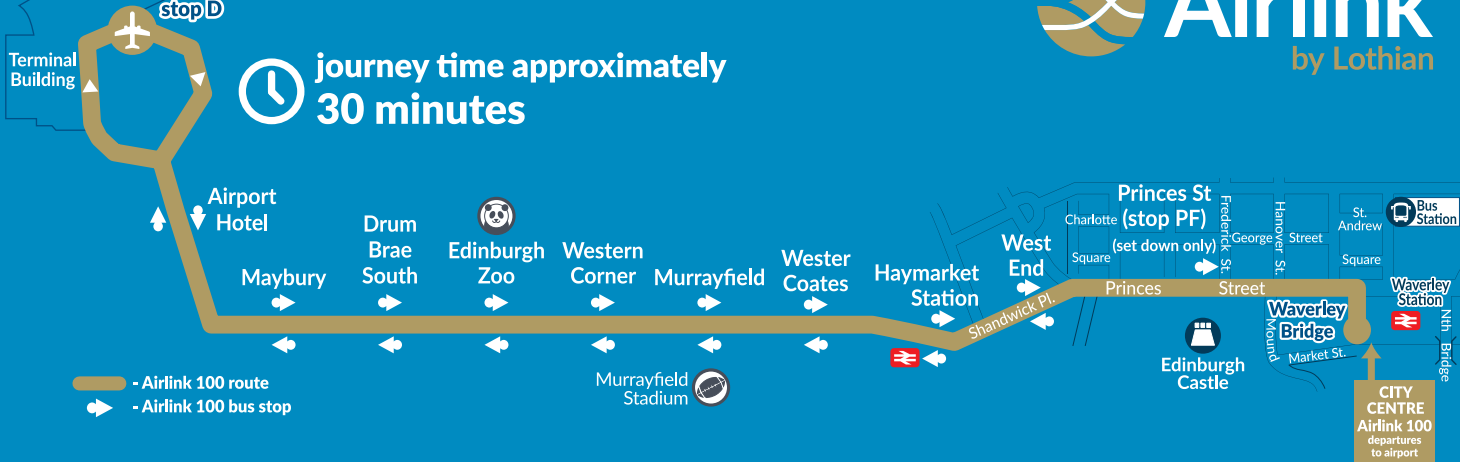 stop D
Airlink
by Lothian
Terminal
Building
journey time approximately
30 minutes
Airport
Hotel
Maybury
Drum
Brae
South
Edinburgh
Zoo
Western
Corner
Murrayfield
Wester
Coates
Haymarket
Station
West
End
Shandwick Pl.
Charlotte
Square
Princes St
(stop PF)
(set down only)
Frederick St.
George Street
Hanover St.
St.
Andrew
Square
Bus
Station
Princes Street
Waverley
Bridge
Waverley
Station
Nth Bridge
Mound
Market St.
Edinburgh
Castle
Murrayfield
Stadium
- Airlink 100 route
- Airlink 100 bus stop
CITY
CENTRE
Airlink 100
departures
to airport